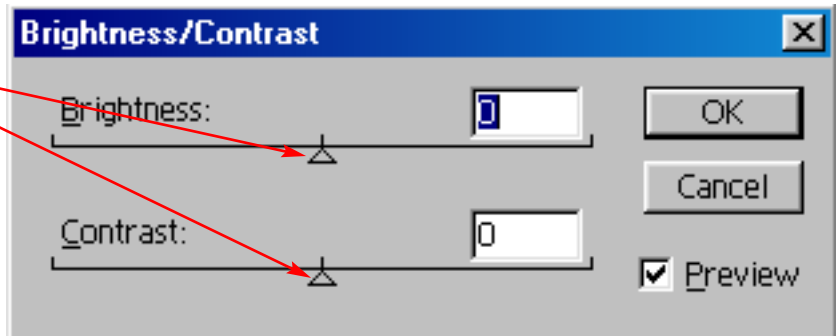 Brightness/Contrast
Brightness: 0 OK
Cancel
Contrast: 0
Preview